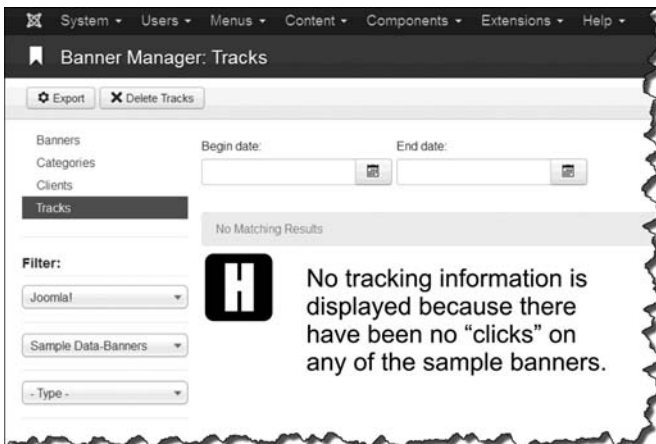 System Users Menus Content Components Extensions Help
Banner Manager: Tracks
Export Delete Tracks
Banners
Categories
Clients
Tracks
Begin date: End date:
No Matching Results
Filter:
Joomla!
Sample Data-Banners
- Type -
H
No tracking information is
displayed because there
have been no “clicks” on
any of the sample banners.